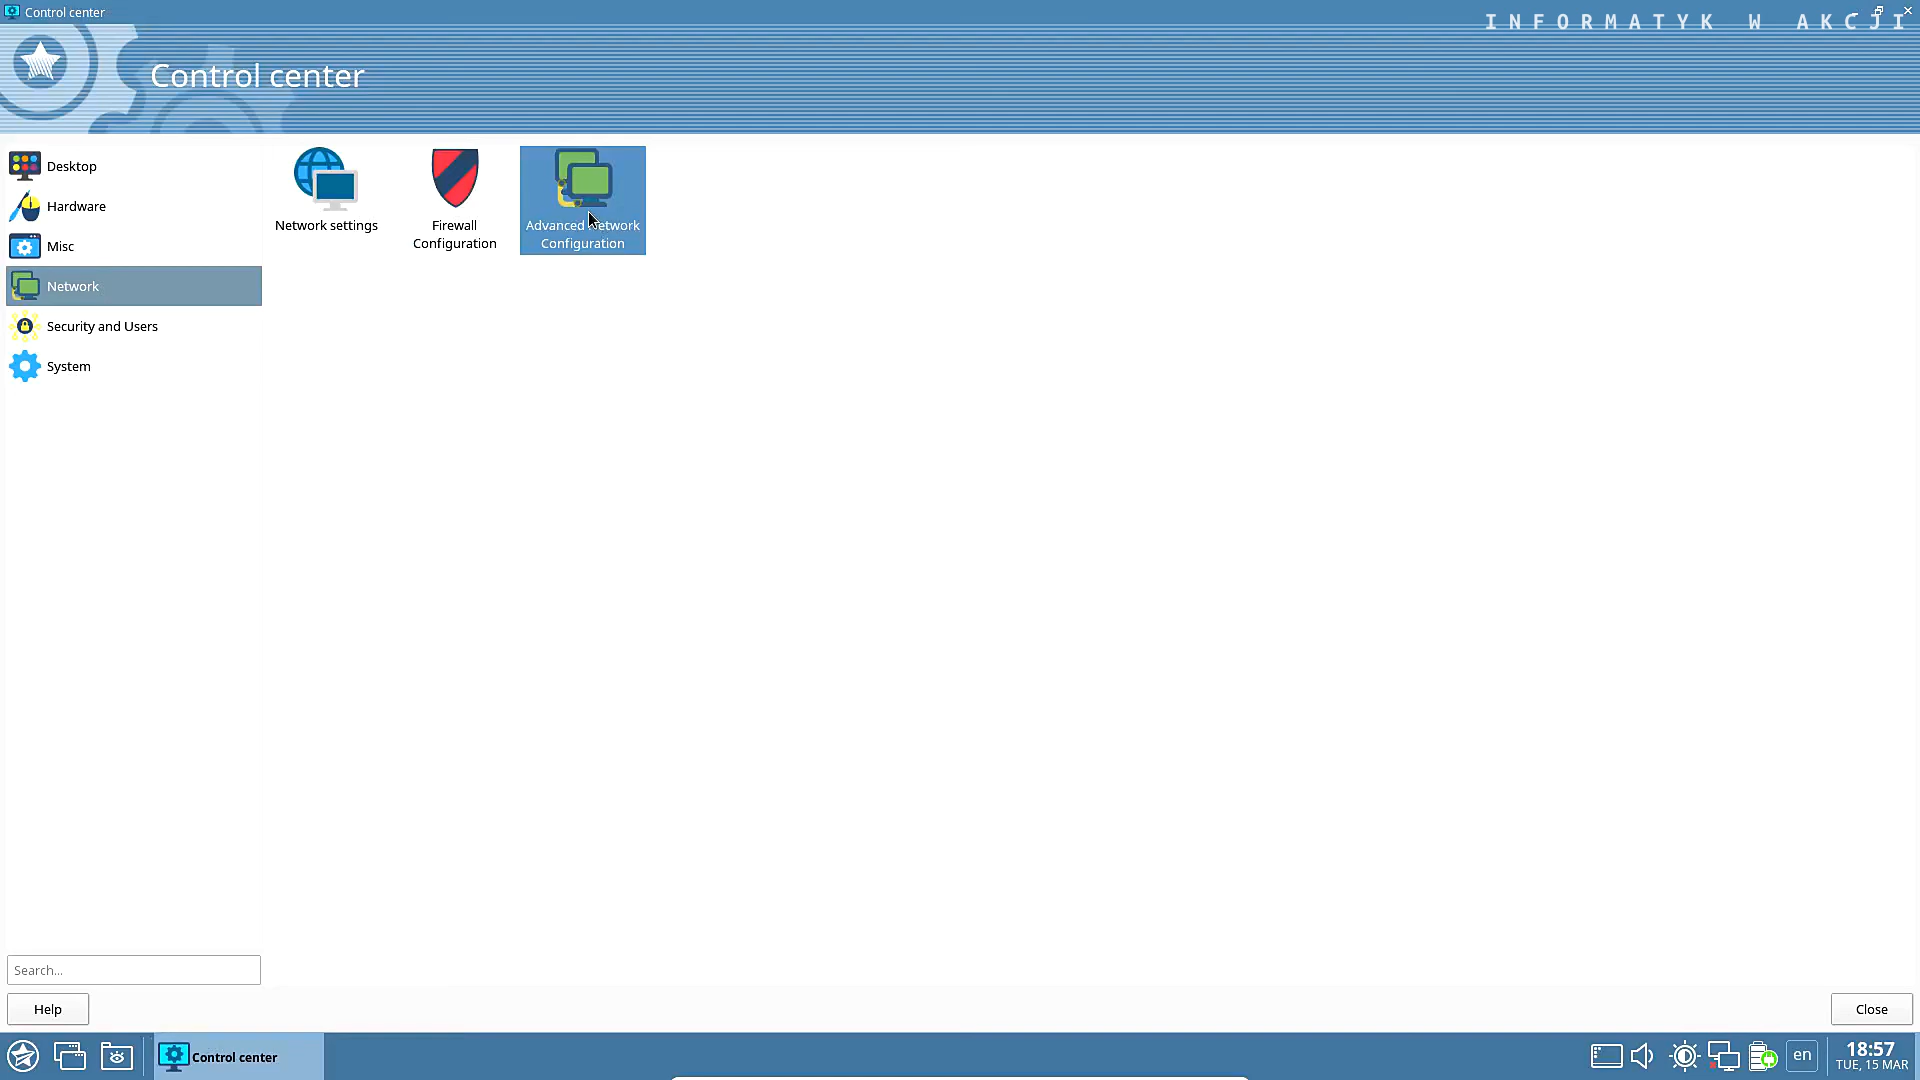 Control center
INFORMATYK W AKCJI
Control center
Desktop
Hardware
Misc
Network
Security and Users
System
Network settings
Firewall
Configuration
Advanced Network
Configuration
Search...
Help
Close
Control center
en
18:57
TUE, 15 MAR